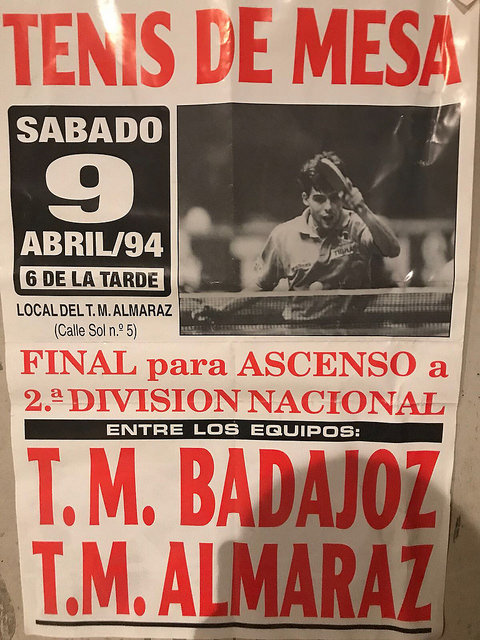 TENIS DE MESA
SABADO
9
ABRIL/94
6 DE LA TARDE
LOCAL DEL T. M. ALMARAZ
(Calle Sol n.º 5)
FINAL para ASCENSO a
2.ª DIVISION NACIONAL
ENTRE LOS EQUIPOS:
T. M. BADAJOZ
T.M. ALMARAZ